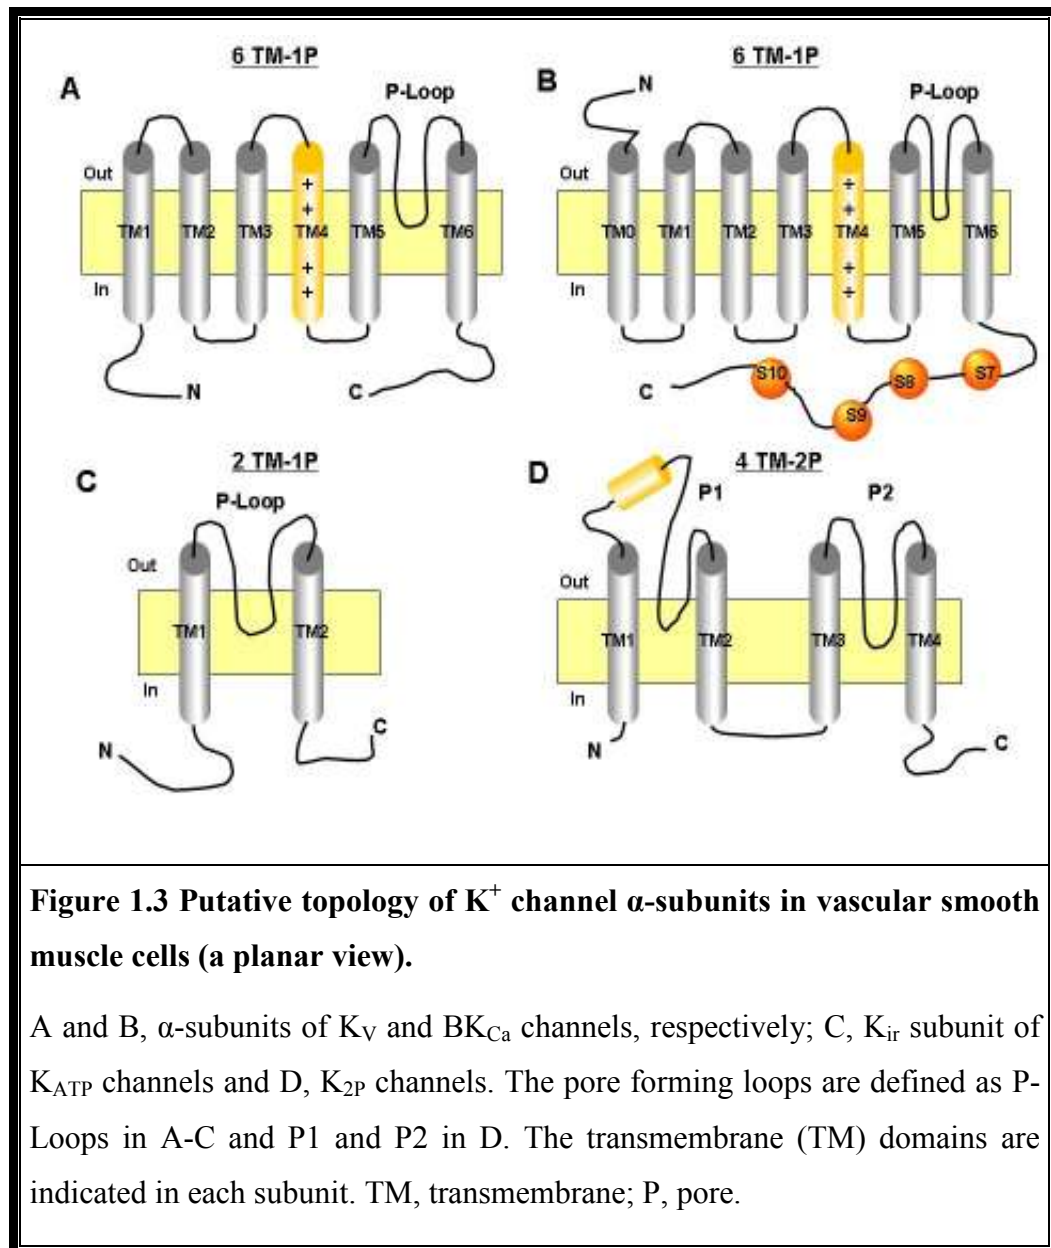 6 TM-1P
A
P-Loop
Out
TM1 TM2 TM3 TM4 TM5 TM6
+
+
+
+
In
N
C
6 TM-1P
B
N
P-Loop
Out
TM0 TM1 TM2 TM3 TM4 TM5 TM6
+
+
+
+
In
C
S10 S9 S8 S7
2 TM-1P
C
P-Loop
Out
TM1 TM2
In
N
C
4 TM-2P
D
P1 P2
Out
TM1 TM2 TM3 TM4
In
N
C
Figure 1.3 Putative topology of K⁺ channel α-subunits in vascular smooth
muscle cells (a planar view).
A and B, α-subunits of KV and BKCa channels, respectively; C, Kir subunit of
KATP channels and D, K2P channels. The pore forming loops are defined as P-
Loops in A-C and P1 and P2 in D. The transmembrane (TM) domains are
indicated in each subunit. TM, transmembrane; P, pore.